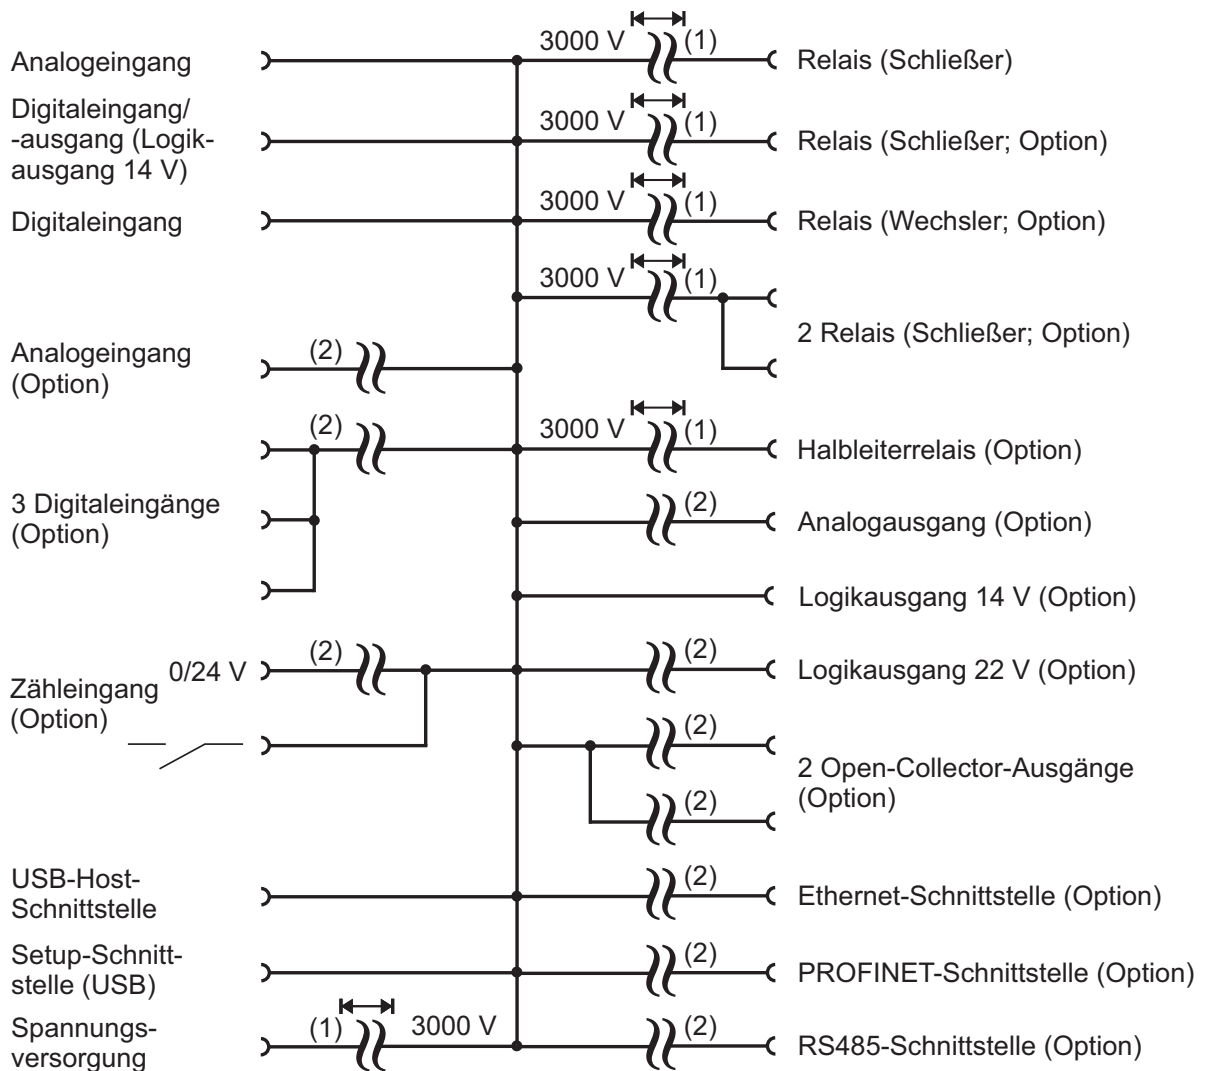 3000 V (1)
Analogeingang
Relais (Schließer)
Digitaleingang/
-ausgang (Logik-
ausgang 14 V)
3000 V (1)
Relais (Schließer; Option)
Digitaleingang
3000 V (1)
Relais (Wechsler; Option)
3000 V (1)
2 Relais (Schließer; Option)
Analogeingang
(Option)
(2)
(2)
3000 V (1)
Halbleiterrelais (Option)
3 Digitaleingänge
(Option)
(2)
Analogausgang (Option)
Logikausgang 14 V (Option)
Zähleingang
(Option)
0/24 V
(2)
(2)
Logikausgang 22 V (Option)
(2)
2 Open-Collector-Ausgänge
(Option)
(2)
USB-Host-
Schnittstelle
(2)
Ethernet-Schnittstelle (Option)
Setup-Schnitt-
stelle (USB)
(2)
PROFINET-Schnittstelle (Option)
Spannungs-
versorgung
(1) 3000 V
(2)
RS485-Schnittstelle (Option)